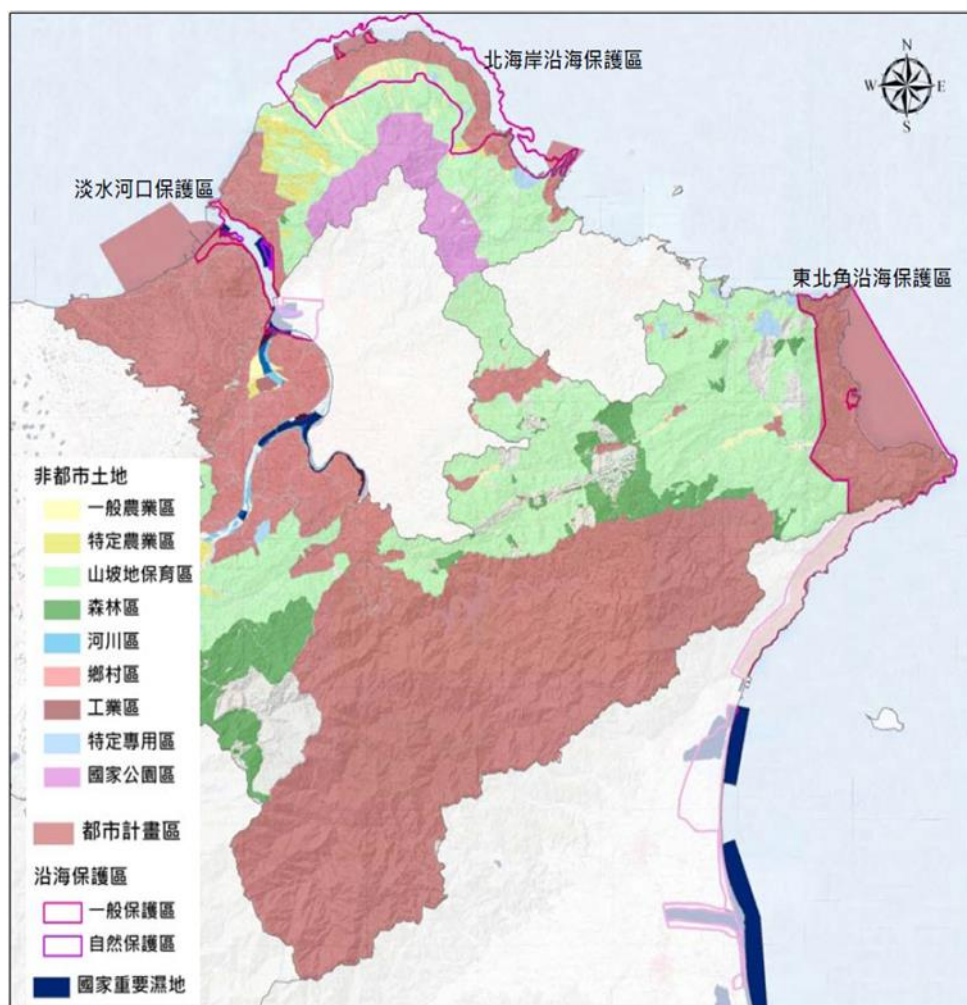 北海岸沿海保護區
N
W E
S
淡水河口保護區
東北角沿海保護區
非都市土地
一般農業區
特定農業區
山坡地保育區
森林區
河川區
鄉村區
工業區
特定專用區
國家公園區
都市計畫區
沿海保護區
一般保護區
自然保護區
國家重要濕地